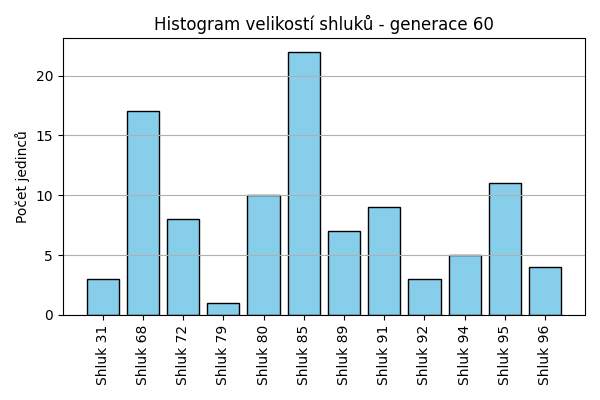 Histogram velikostí shluků - generace 60
Počet jedinců
20
15
10
5
0
Shluk 31
Shluk 68
Shluk 72
Shluk 79
Shluk 80
Shluk 85
Shluk 89
Shluk 91
Shluk 92
Shluk 94
Shluk 95
Shluk 96